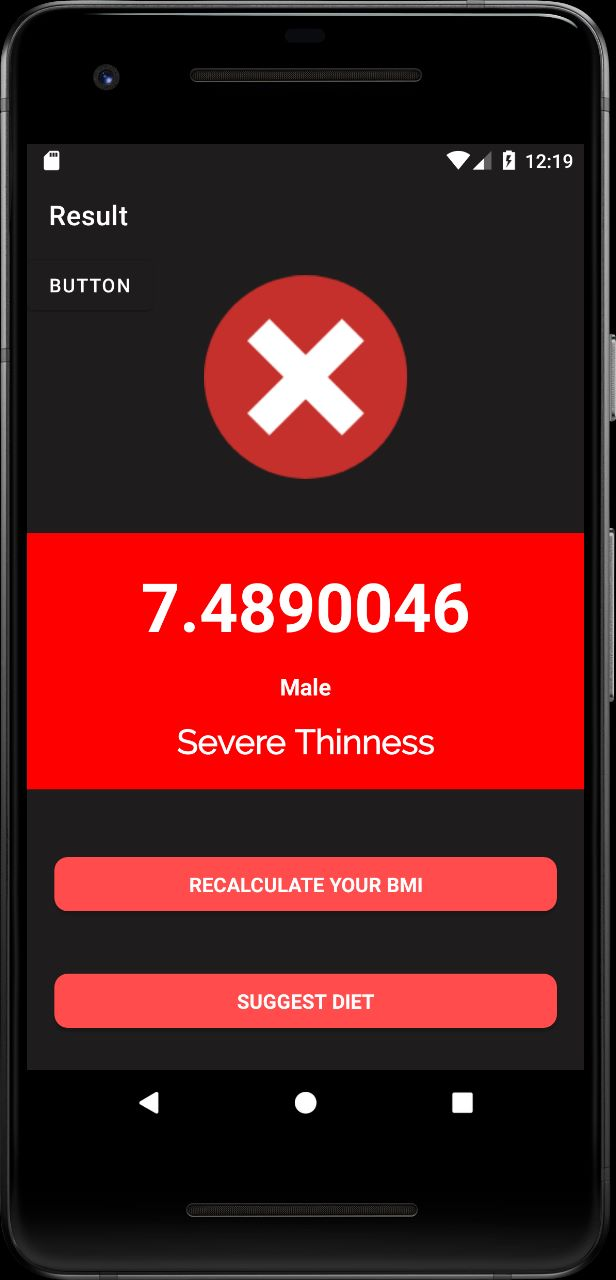 12:19
Result
BUTTON
7.4890046
Male
Severe Thinness
RECALCULATE YOUR BMI
SUGGEST DIET